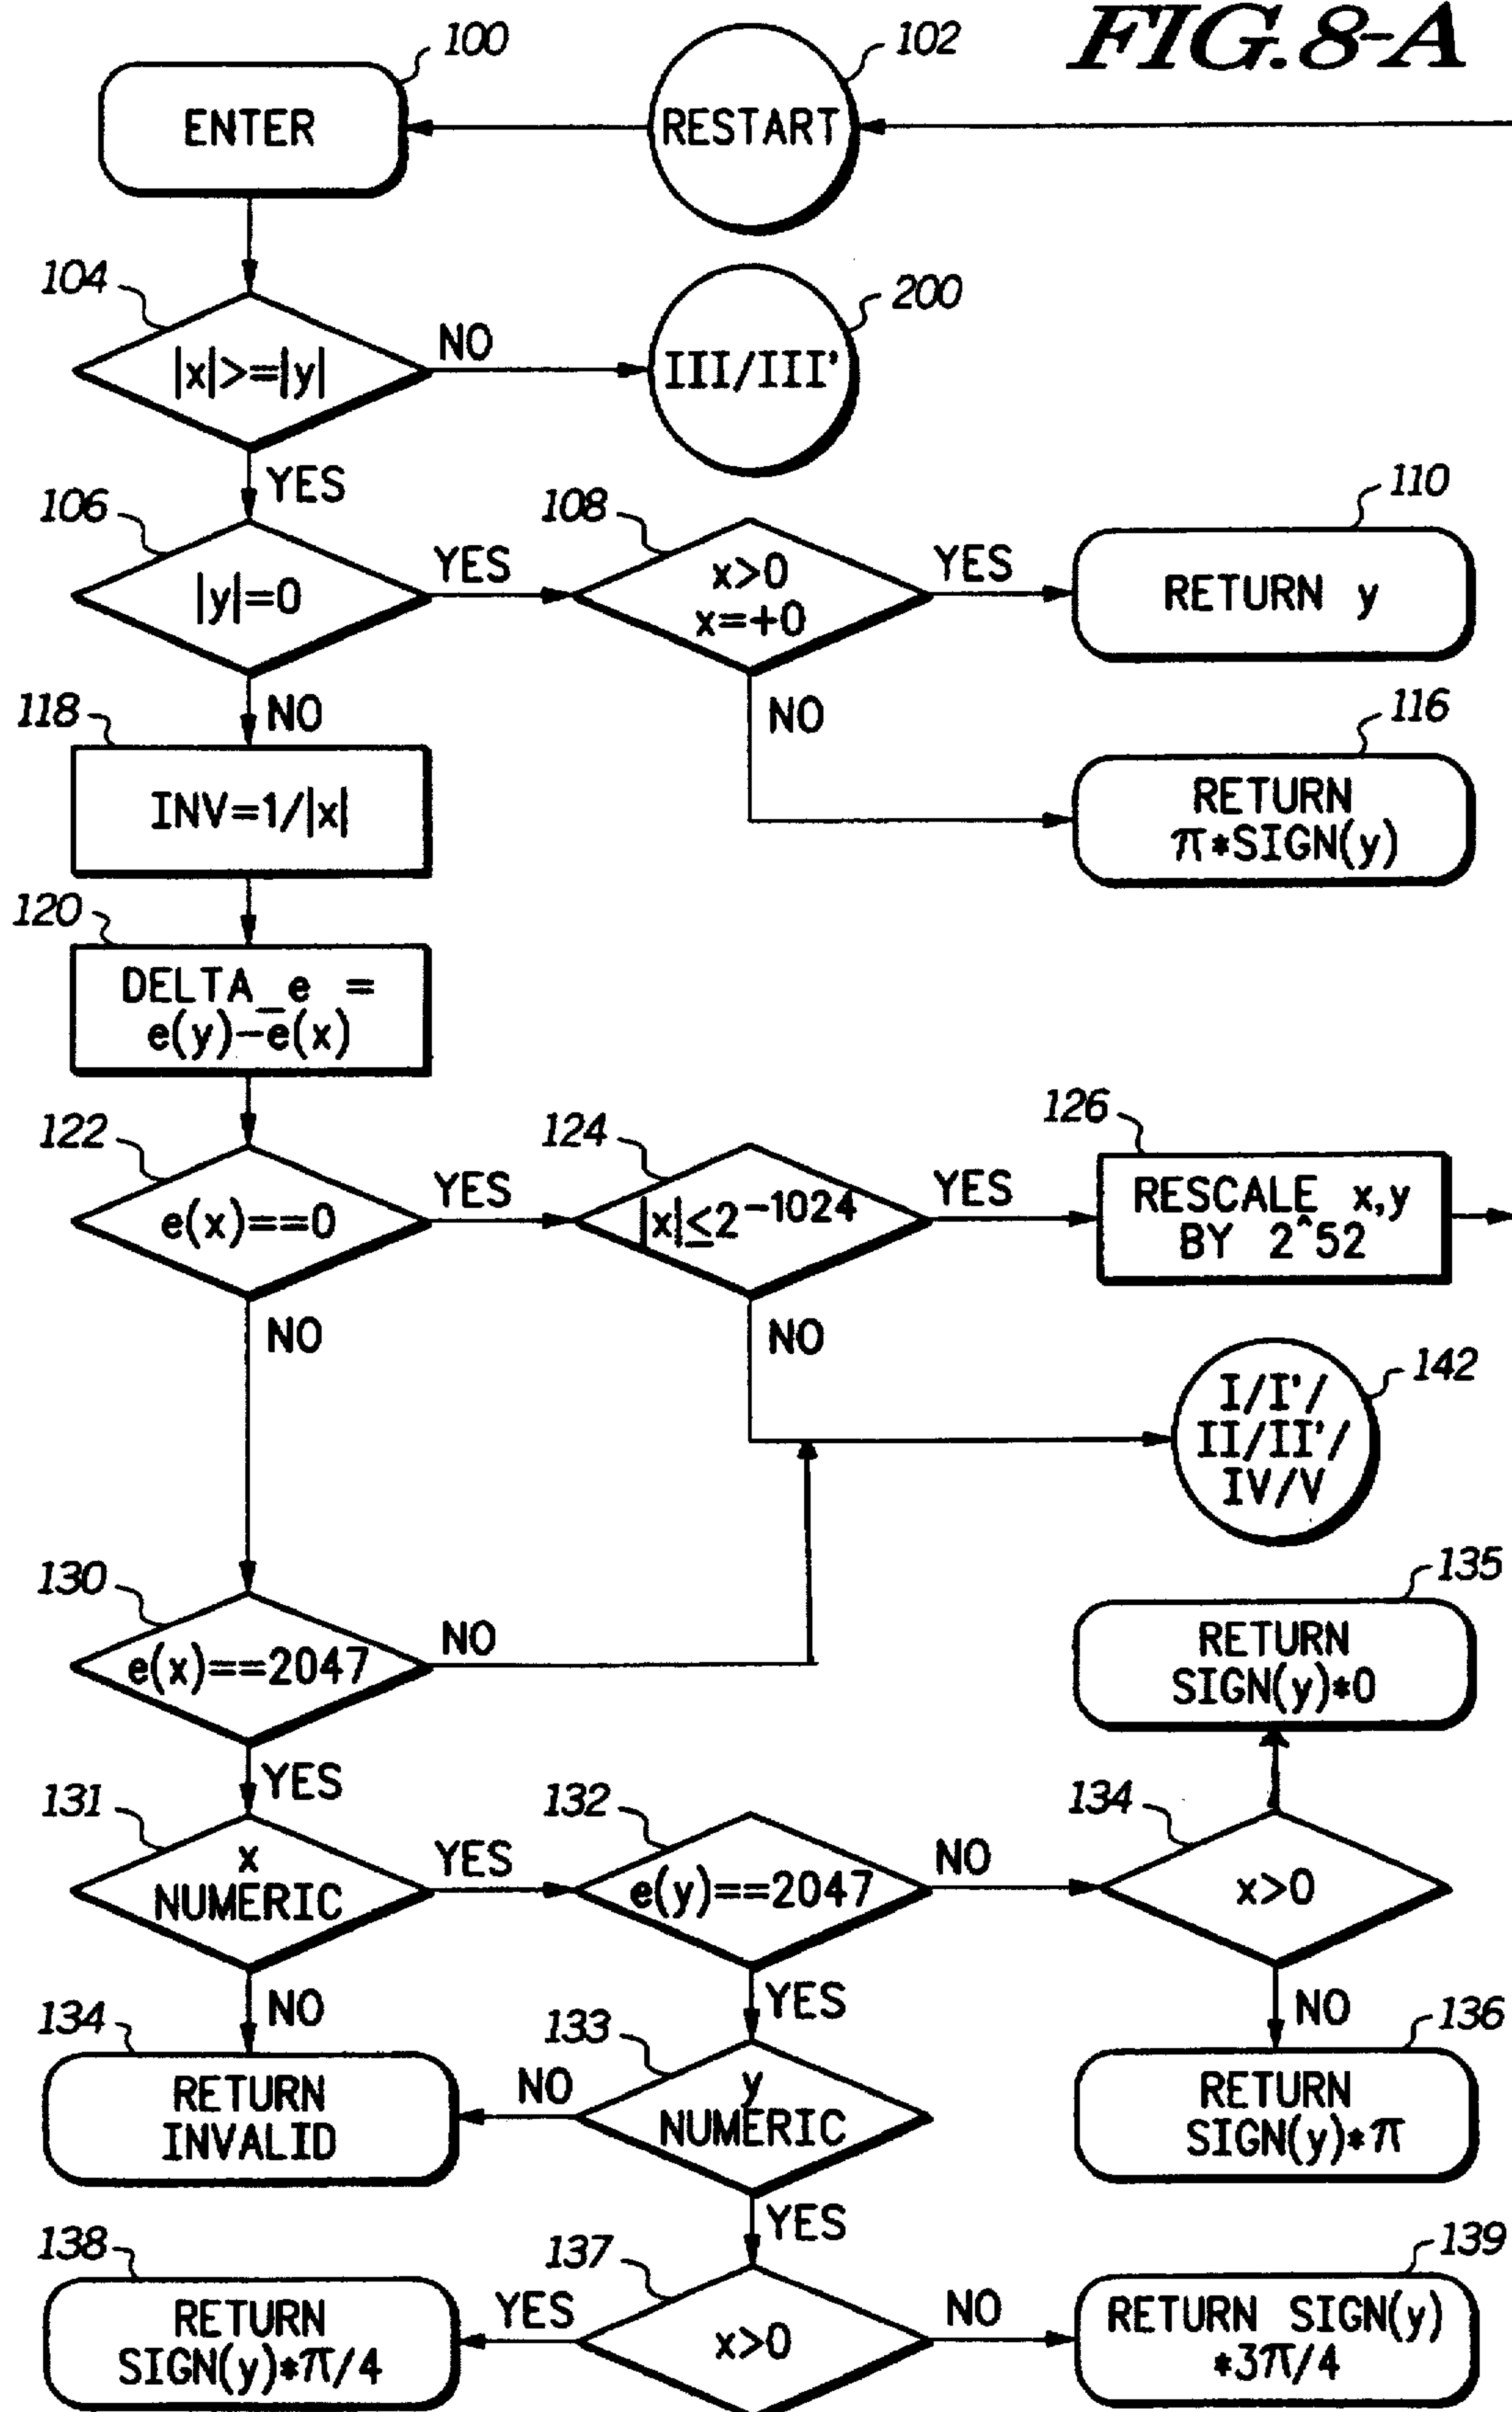 FIG.8-A
100
ENTER
102
RESTART
104
|x|>=|y|
NO
200
III/III'
YES
106
|y|=0
YES
108
x>0
x=+0
YES
110
RETURN y
NO
116
RETURN
π*SIGN(y)
NO
118
INV=1/|x|
120
DELTA_e =
e(y)-e(x)
122
e(x)==0
YES
124
|x|≤2^-1024
YES
126
RESCALE x,y
BY 2^52
NO
NO
142
I/I'/
II/II'/
IV/V
130
e(x)==2047
NO
135
RETURN
SIGN(y)*0
YES
131
x
NUMERIC
YES
132
e(y)==2047
NO
134
x>0
NO
YES
NO
134
RETURN
INVALID
133
y
NUMERIC
NO
136
RETURN
SIGN(y)*π
YES
138
RETURN
SIGN(y)*π/4
YES
137
x>0
NO
139
RETURN SIGN(y)
*3π/4